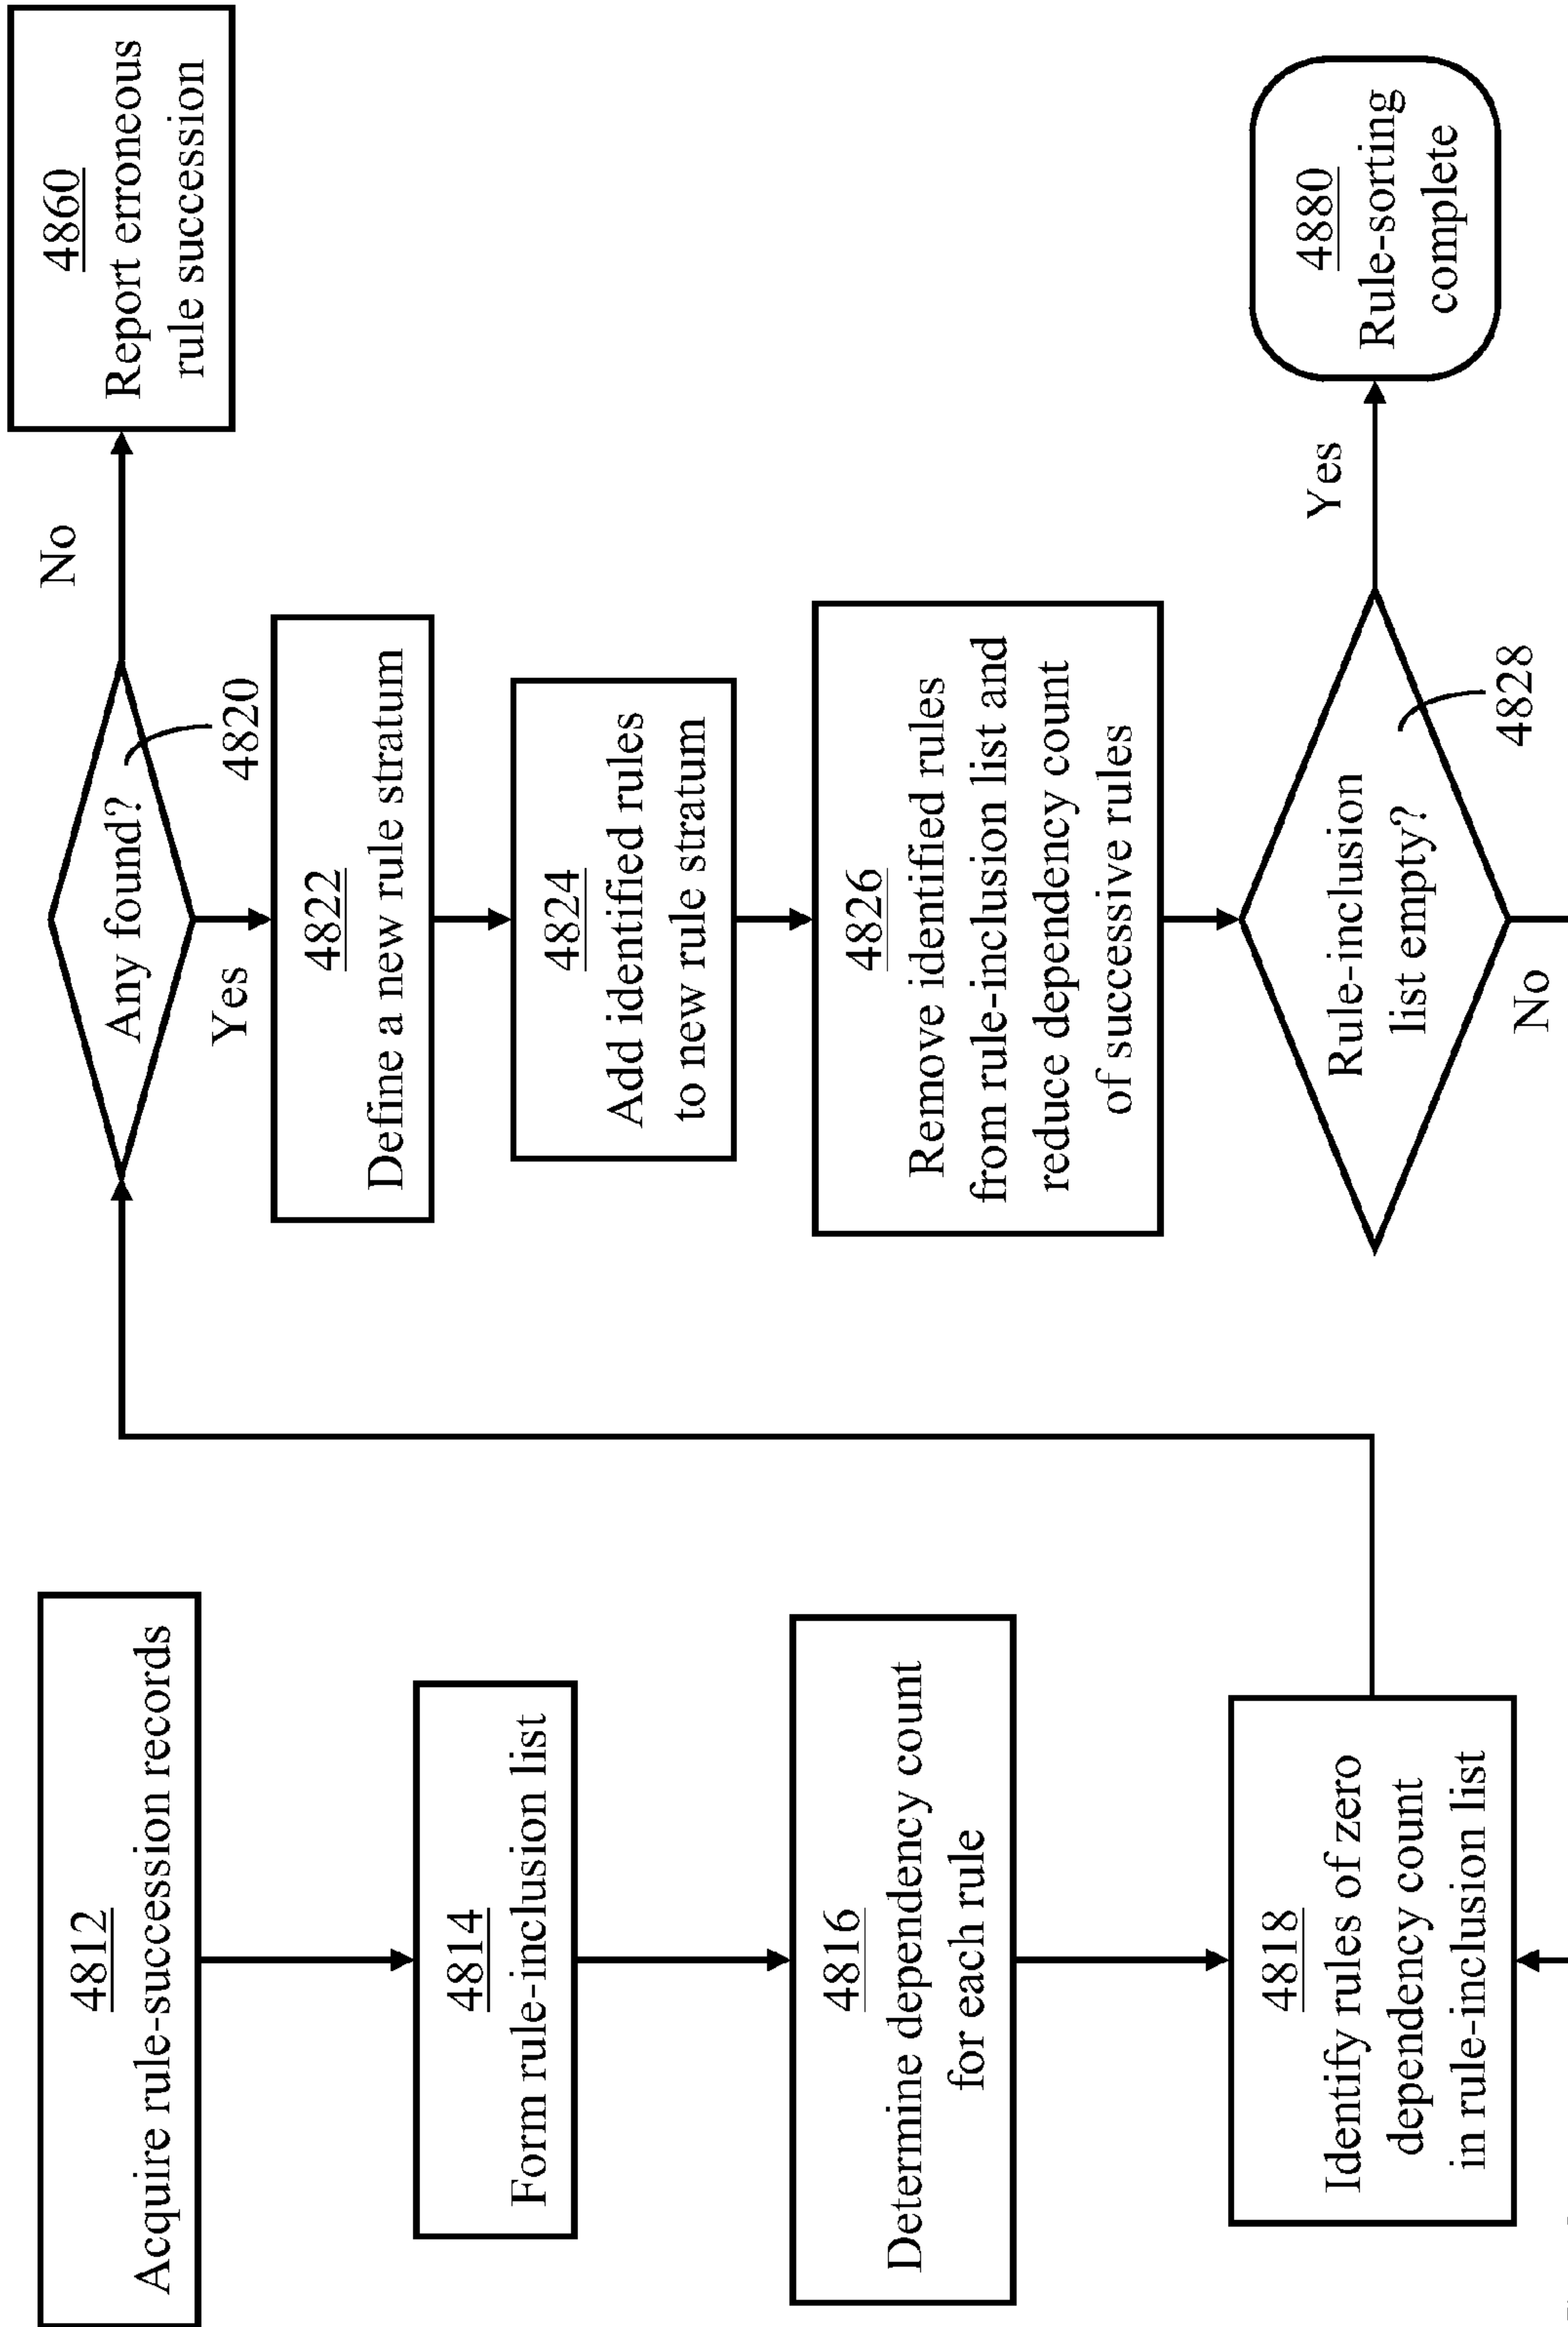 4812
Acquire rule-succession records
4814
Form rule-inclusion list
4816
Determine dependency count
for each rule
4818
Identify rules of zero
dependency count
in rule-inclusion list
Any found?
4820
No
4860
Report erroneous
rule succession
Yes
4822
Define a new rule stratum
4824
Add identified rules
to new rule stratum
4826
Remove identified rules
from rule-inclusion list and
reduce dependency count
of successive rules
Rule-inclusion
list empty?
4828
Yes
4880
Rule-sorting
complete
No